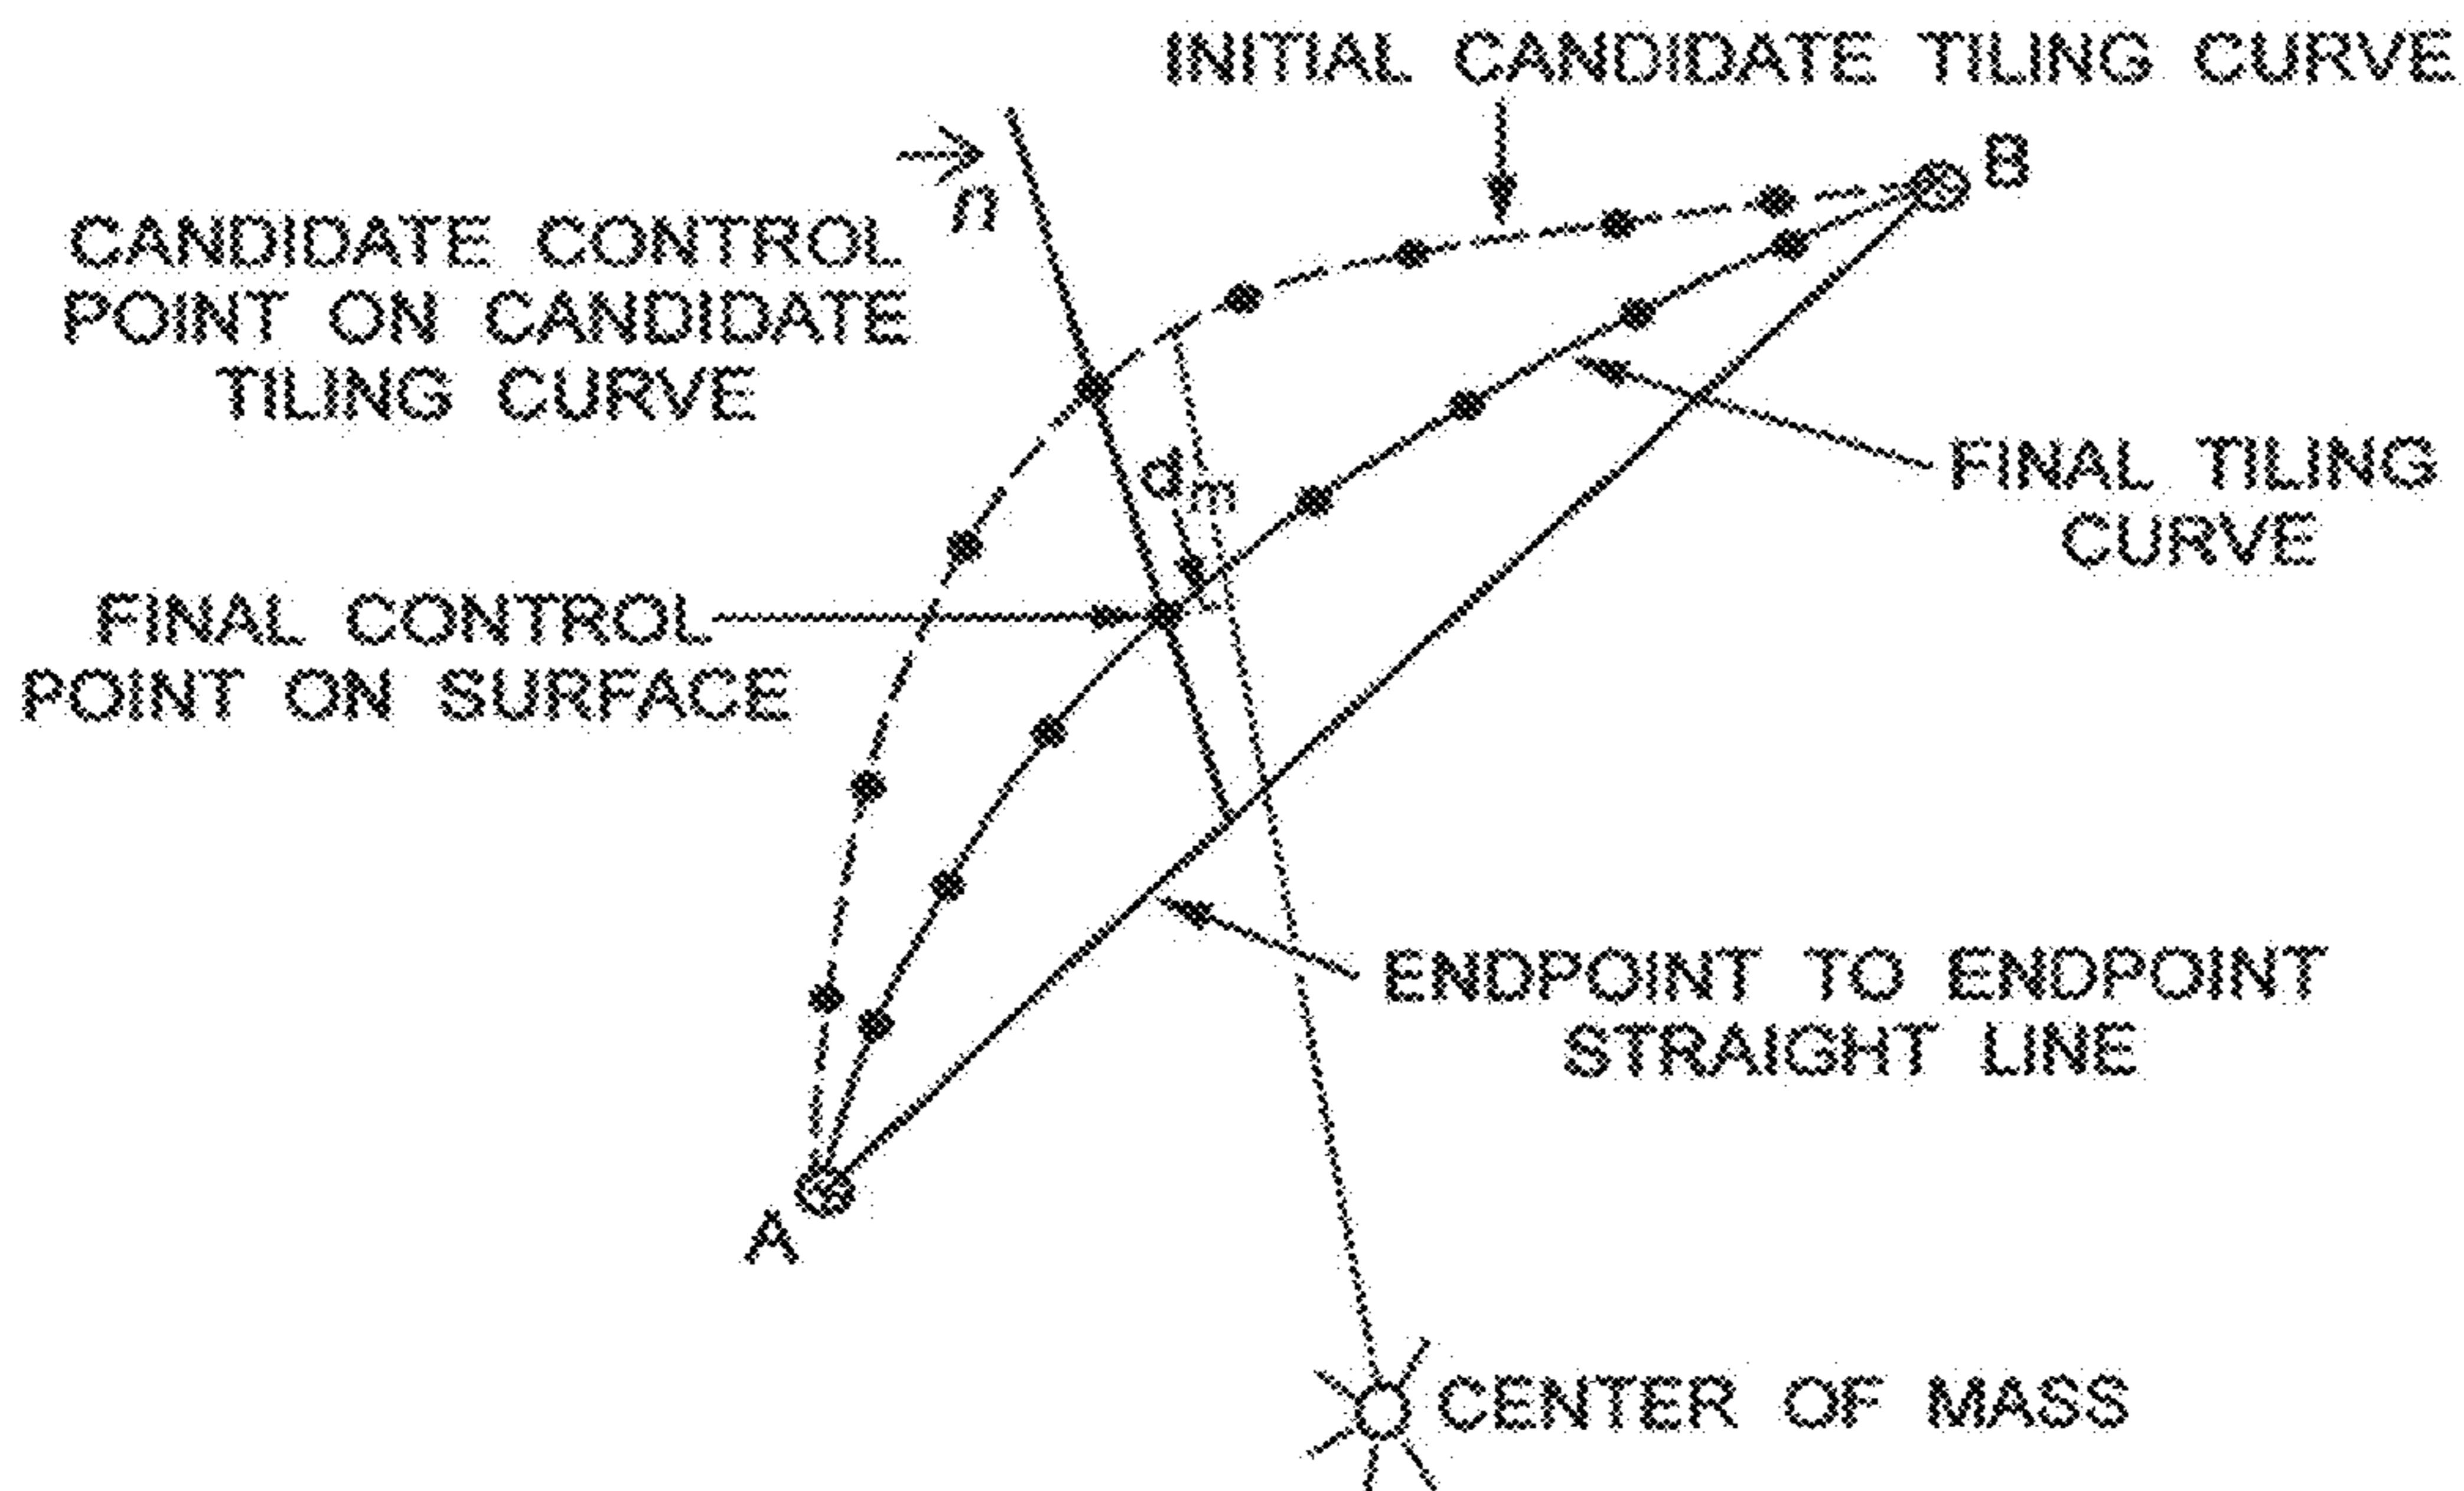 INITIAL CANDIDATE TILING CURVE
B
n
CANDIDATE CONTROL
POINT ON CANDIDATE
TILING CURVE
dm
FINAL TILING
CURVE
FINAL CONTROL
POINT ON SURFACE
ENDPOINT TO ENDPOINT
STRAIGHT LINE
A
CENTER OF MASS